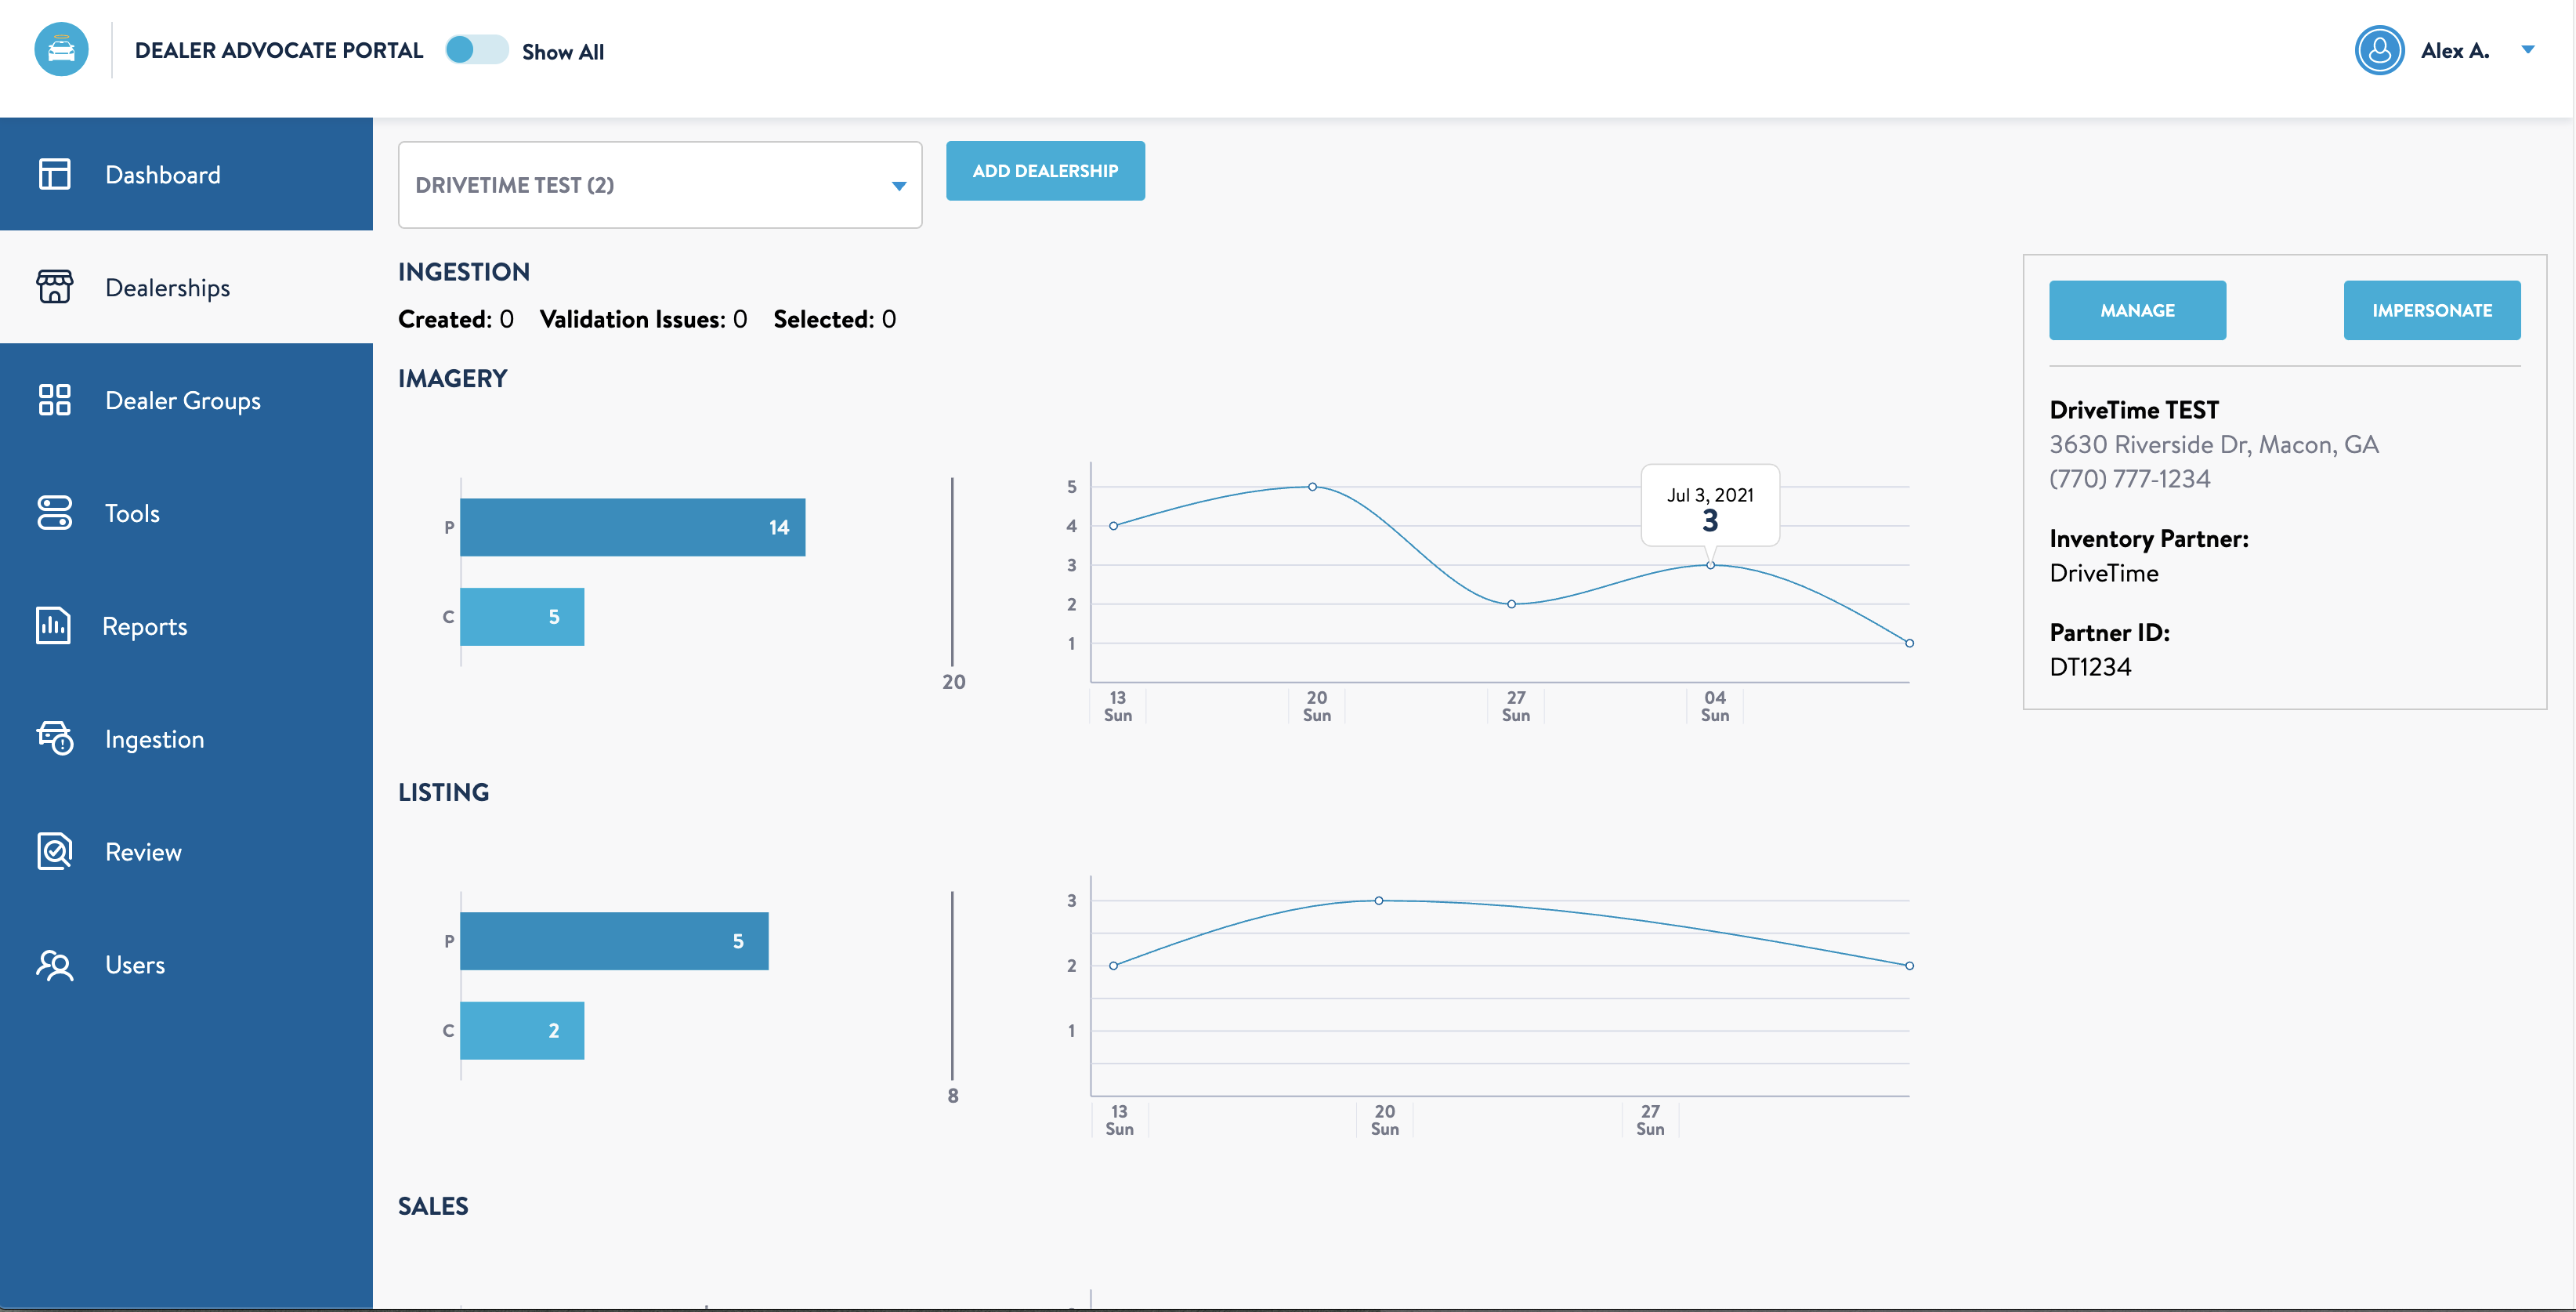 DEALER ADVOCATE PORTAL Show All
Alex A.
Dashboard
Dealerships
Dealer Groups
Tools
Reports
Ingestion
Review
Users
DRIVETIME TEST (2)
ADD DEALERSHIP
INGESTION
Created: 0 Validation Issues: 0 Selected: 0
IMAGERY
P 14
C 5
20
5
4
3
2
1
Jul 3, 2021
3
13 20 27 04
Sun Sun Sun Sun
LISTING
P 5
C 2
8
3
2
1
13 20 27
Sun Sun Sun
SALES
MANAGE IMPERSONATE
DriveTime TEST
3630 Riverside Dr, Macon, GA
(770) 777-1234
Inventory Partner:
DriveTime
Partner ID:
DT1234